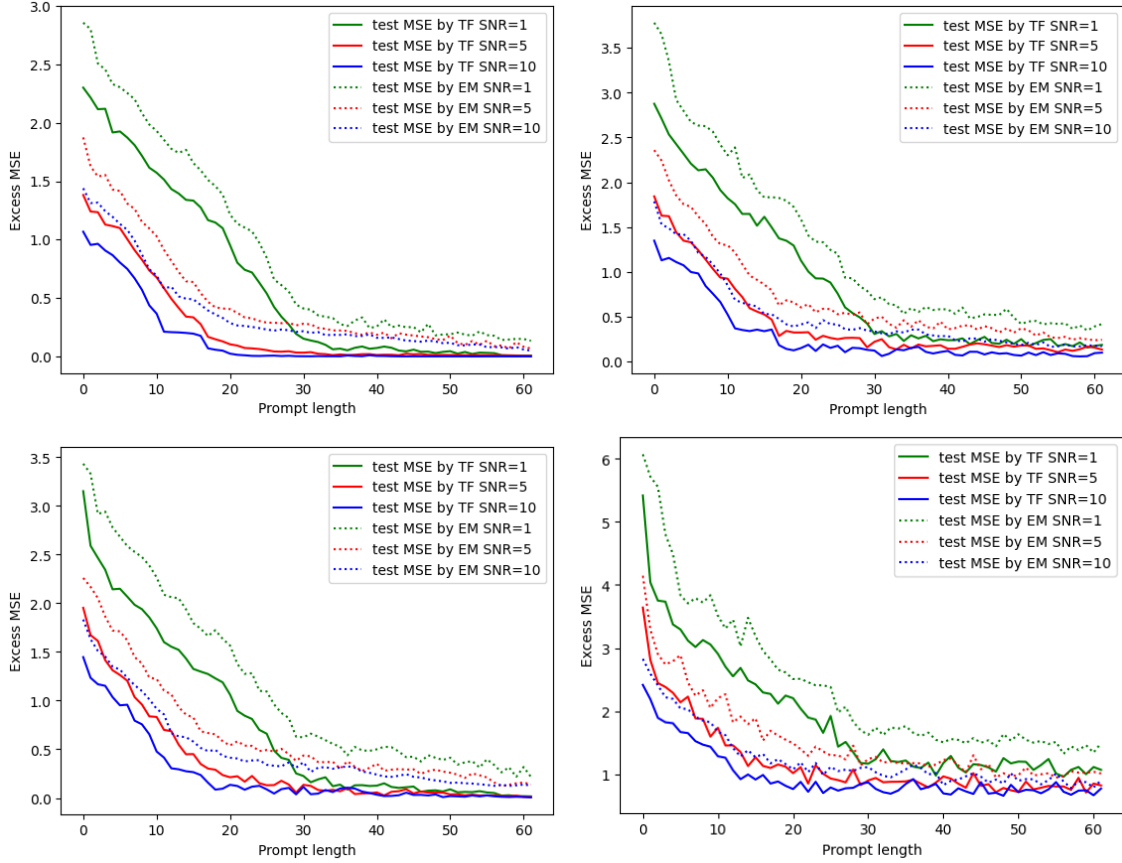 3.0
2.5
2.0
1.5
1.0
0.5
0.0
Excess MSE
0 10 20 30 40 50 60
Prompt length
test MSE by TF SNR=1
test MSE by TF SNR=5
test MSE by TF SNR=10
test MSE by EM SNR=1
test MSE by EM SNR=5
test MSE by EM SNR=10
3.5
3.0
2.5
2.0
1.5
1.0
0.5
0.0
Excess MSE
0 10 20 30 40 50 60
Prompt length
test MSE by TF SNR=1
test MSE by TF SNR=5
test MSE by TF SNR=10
test MSE by EM SNR=1
test MSE by EM SNR=5
test MSE by EM SNR=10
3.5
3.0
2.5
2.0
1.5
1.0
0.5
0.0
Excess MSE
0 10 20 30 40 50 60
Prompt length
test MSE by TF SNR=1
test MSE by TF SNR=5
test MSE by TF SNR=10
test MSE by EM SNR=1
test MSE by EM SNR=5
test MSE by EM SNR=10
6
5
4
3
2
1
Excess MSE
0 10 20 30 40 50 60
Prompt length
test MSE by TF SNR=1
test MSE by TF SNR=5
test MSE by TF SNR=10
test MSE by EM SNR=1
test MSE by EM SNR=5
test MSE by EM SNR=10